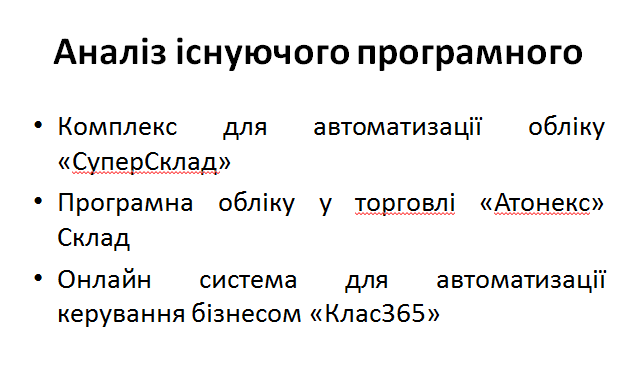 Аналіз існуючого програмного
• Комплекс для автоматизації обліку
«СуперСклад»
• Програмна обліку у торговлі «Атонекс»
Склад
• Онлайн система для автоматизації
керування бізнесом «Клас365»